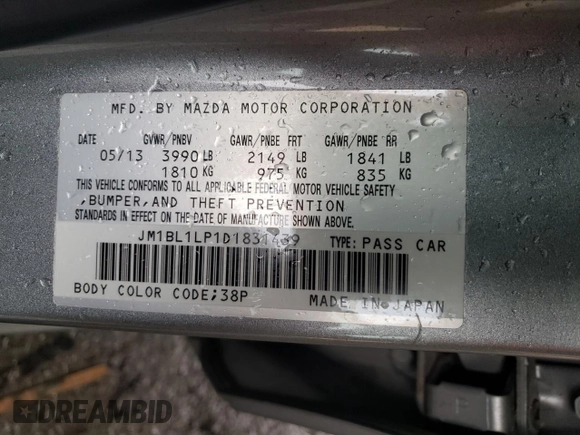 MFD. BY MAZDA MOTOR CORPORATION
DATE GVWR/PNBV GAWR/PNBE FRT GAWR/PNBE RR
05/13 3990 LB 2149 LB 1841 LB
1810 KG 975 KG 835 KG
THIS VEHICLE CONFORMS TO ALL APPLICABLE FEDERAL MOTOR VEHICLE SAFETY
,BUMPER,AND THEFT PREVENTION
STANDARDS IN EFFECT ON THE DATE OF MANUFACTURE SHOWN ABOVE.
JM1BL1LP1D1831439 TYPE: PASS CAR
BODY COLOR CODE;38P MADE IN JAPAN
DREAMBID